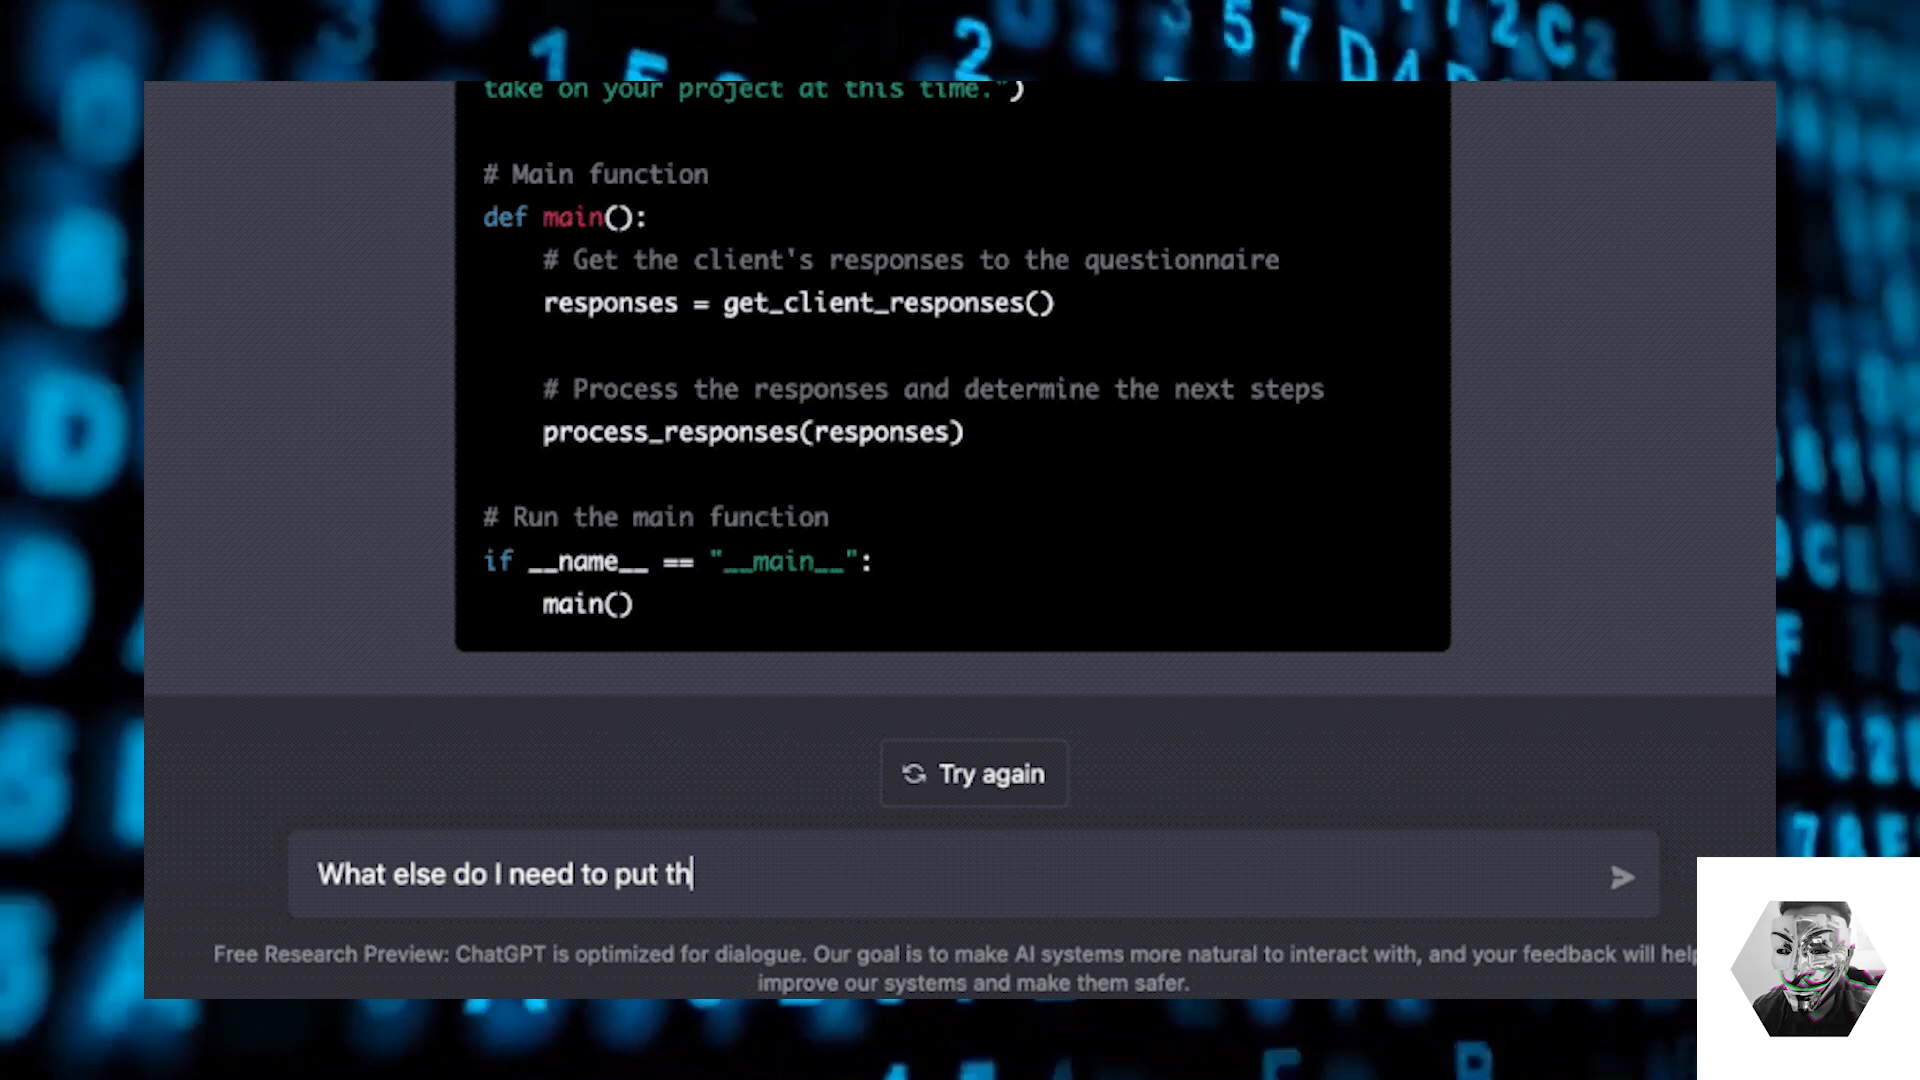 take on your project at this time.")
# Main function
def main():
# Get the client's responses to the questionnaire
responses = get_client_responses()
# Process the responses and determine the next steps
process_responses(responses)
# Run the main function
if __name__ == "__main__":
main()
Try again
What else do I need to put th
Free Research Preview: ChatGPT is optimized for dialogue. Our goal is to make AI systems more natural to interact with, and your feedback will help
improve our systems and make them safer.